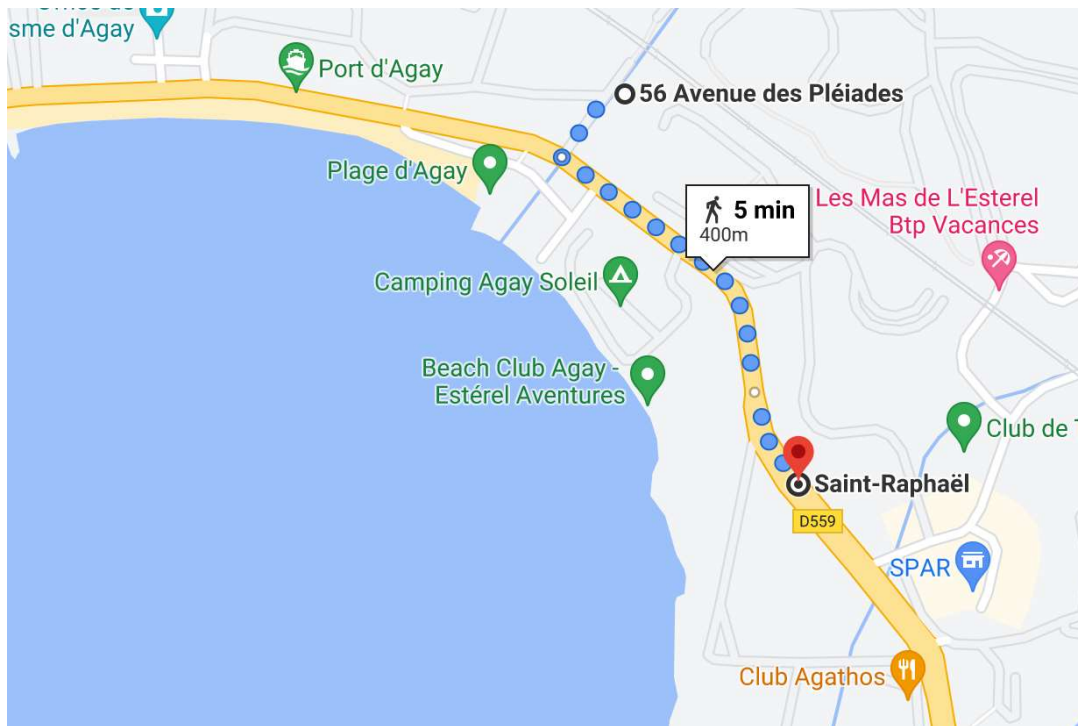 sme d'Agay
Port d'Agay
56 Avenue des Pléiades
Plage d'Agay
5 min
400m
Les Mas de L'Esterel
Btp Vacances
Camping Agay Soleil
Beach Club Agay -
Estérel Aventures
Club de
Saint-Raphaël
D559
SPAR
Club Agathos